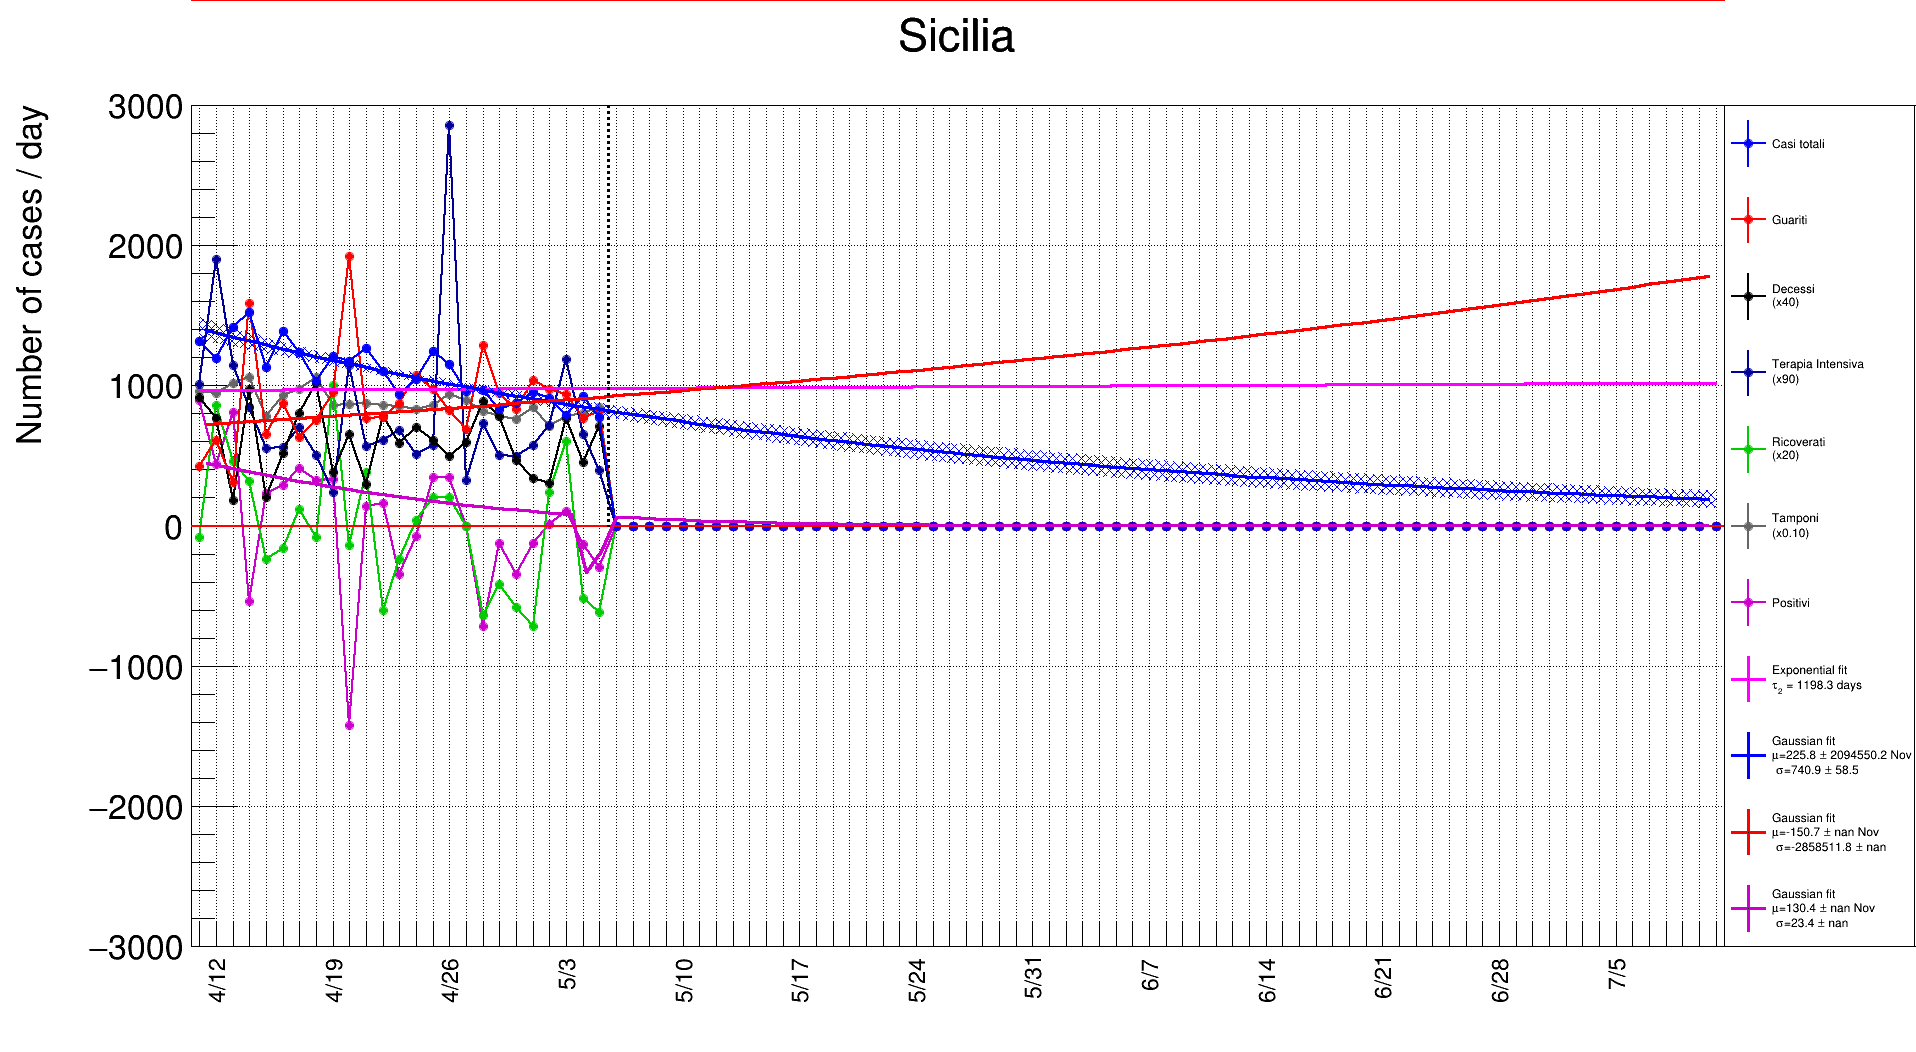 Sicilia
Number of cases / day
3000
2000
1000
0
−1000
−2000
−3000
4/12
4/19
4/26
5/3
5/10
5/17
5/24
5/31
6/7
6/14
6/21
6/28
7/5
Casi totali
Guariti
Decessi
(x40)
Terapia Intensiva
(x90)
Ricoverati
(x20)
Tamponi
(x0.10)
Positivi
Exponential fit
τ2 = 1198.3 days
Gaussian fit
μ=225.8 ± 2094550.2 Nov
σ=740.9 ± 58.5
Gaussian fit
μ=-150.7 ± nan Nov
σ=-2858511.8 ± nan
Gaussian fit
μ=130.4 ± nan Nov
σ=23.4 ± nan